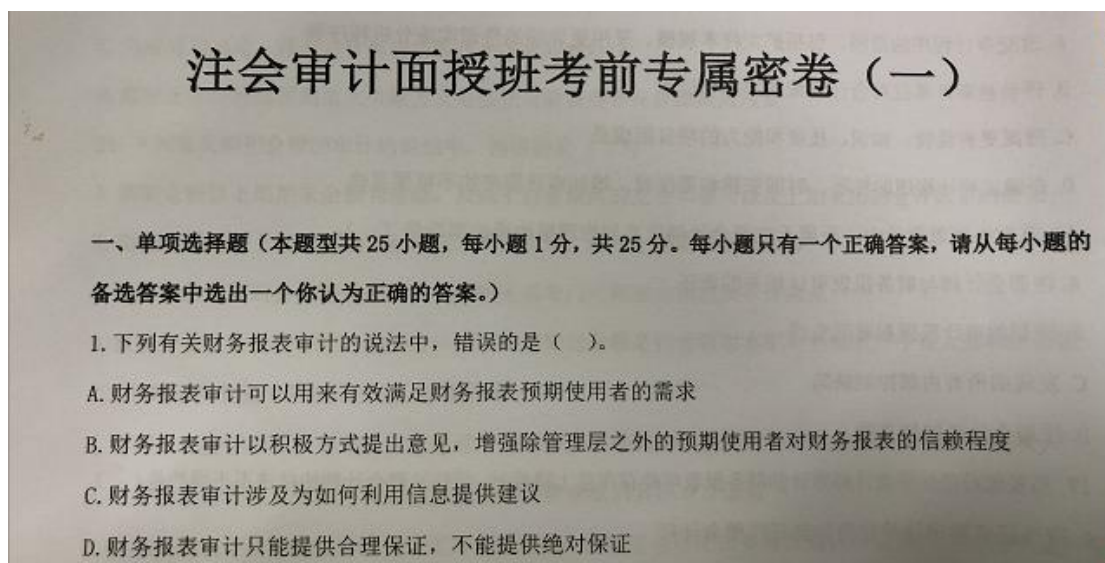 注会审计面授班考前专属密卷（一）
一、单项选择题（本题型共 25 小题，每小题 1 分，共 25 分。每小题只有一个正确答案，请从每小题的
备选答案中选出一个你认为正确的答案。）
1. 下列有关财务报表审计的说法中，错误的是（ ）。
A. 财务报表审计可以用来有效满足财务报表预期使用者的需求
B. 财务报表审计以积极方式提出意见，增强除管理层之外的预期使用者对财务报表的信赖程度
C. 财务报表审计涉及为如何利用信息提供建议
D. 财务报表审计只能提供合理保证，不能提供绝对保证